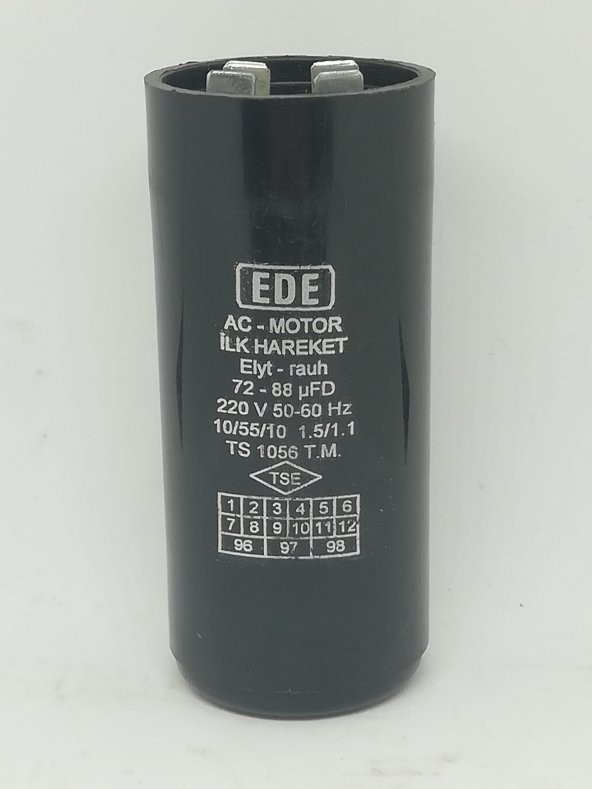 EDE
AC - MOTOR
İLK HAREKET
Elyt - rauh
72 - 88 µFD
220 V 50-60 Hz
10/55/10 1.5/1.1
TS 1056 T.M.
TSE
1 2 3 4 5 6
7 8 9 10 11 12
96 97 98